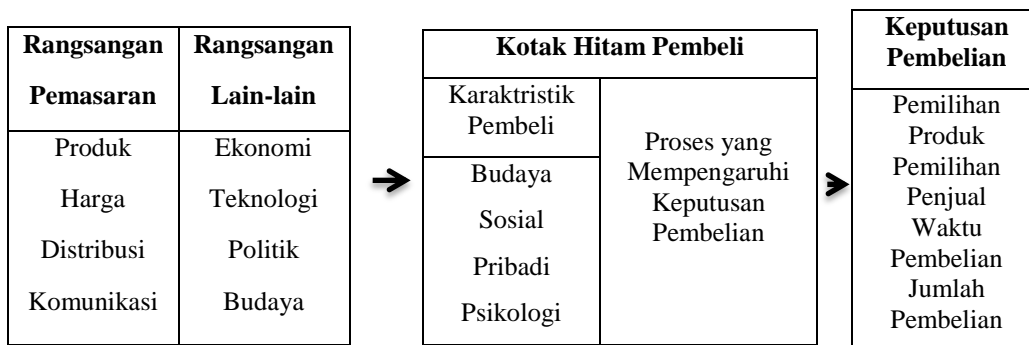 Rangsangan
Pemasaran
Produk
Harga
Distribusi
Komunikasi
Rangsangan
Lain-lain
Ekonomi
Teknologi
Politik
Budaya
Kotak Hitam Pembeli
Karaktristik
Pembeli
Budaya
Sosial
Pribadi
Psikologi
Proses yang
Mempengaruhi
Keputusan
Pembelian
Keputusan
Pembelian
Pemilihan
Produk
Pemilihan
Penjual
Waktu
Pembelian
Jumlah
Pembelian